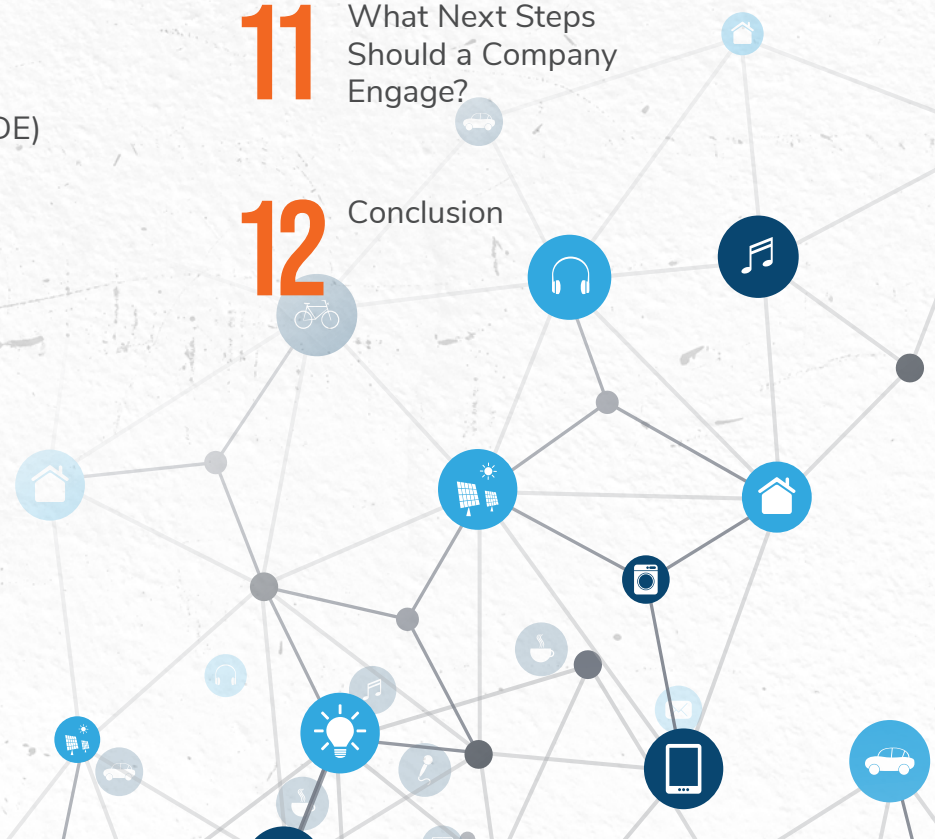 11
What Next Steps
Should a Company
Engage?
DE)
12
Conclusion